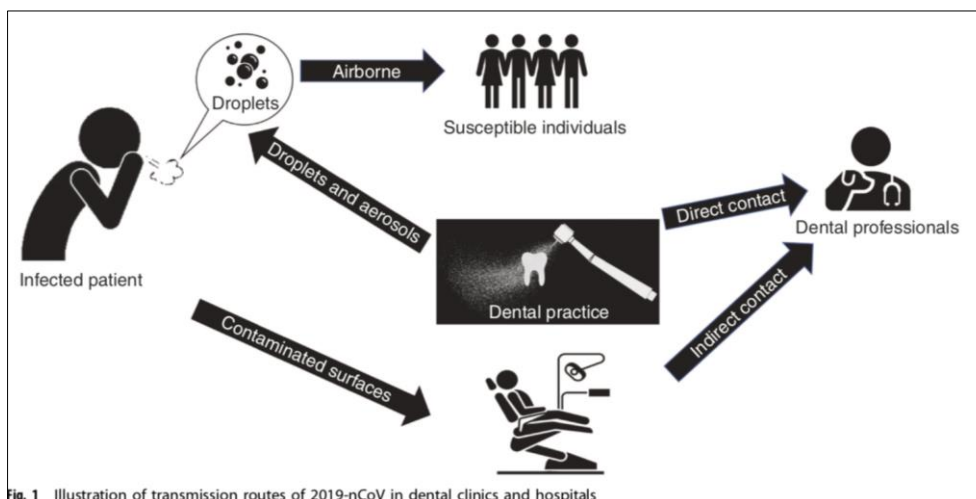 Droplets
Airborne
Susceptible individuals
Infected patient
Droplets and aerosols
Direct contact
Dental professionals
Dental practice
Contaminated surfaces
Indirect contact
Fig. 1 Illustration of transmission routes of 2019-nCoV in dental clinics and hospitals